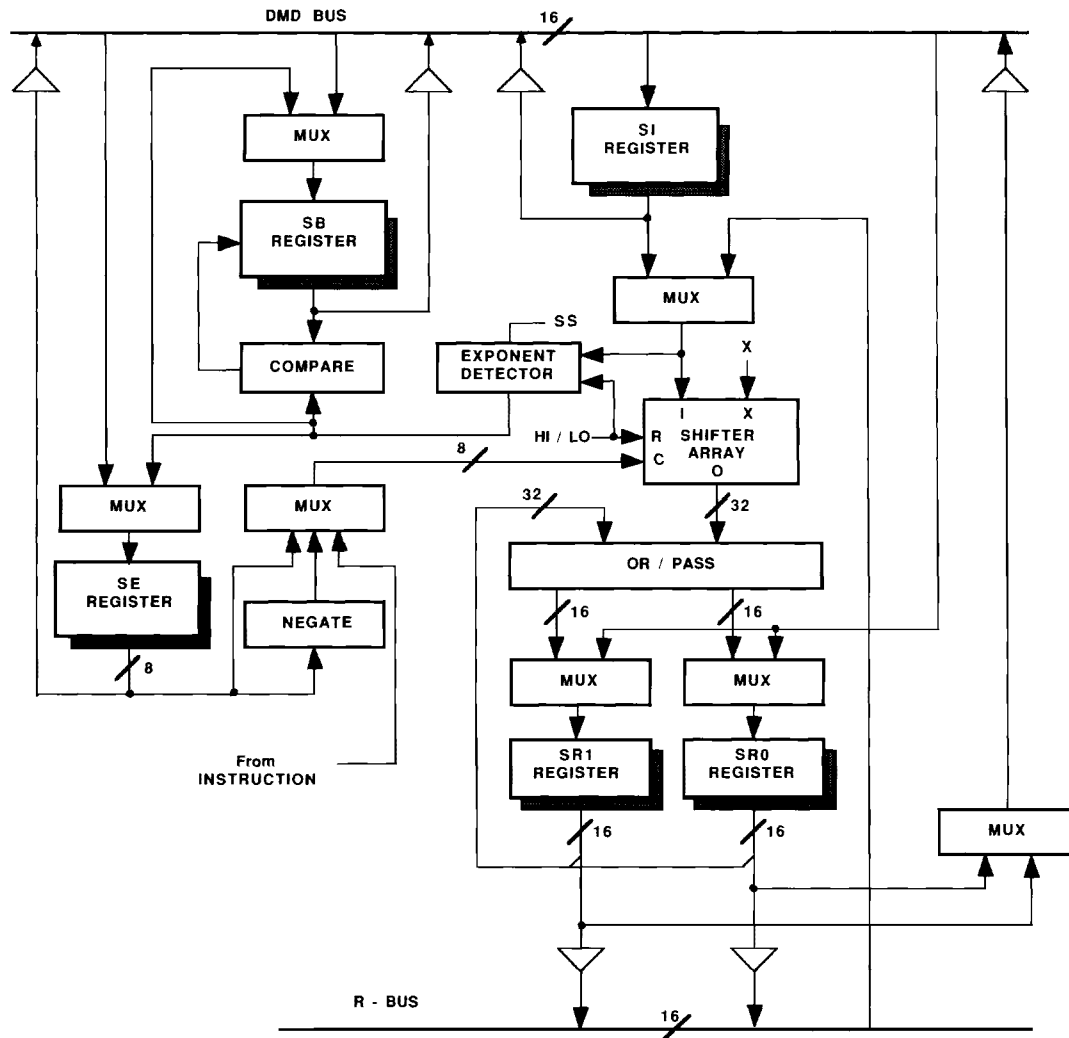 DMD BUS
16
MUX
SI
REGISTER
SB
REGISTER
MUX
SS
COMPARE
EXPONENT
DETECTOR
X
I
X
HI / LO
R
SHIFTER
ARRAY
C
O
8
MUX
MUX
32
32
OR / PASS
SE
REGISTER
NEGATE
16
16
8
MUX
MUX
From
INSTRUCTION
SR1
REGISTER
SR0
REGISTER
16
16
MUX
R - BUS
16